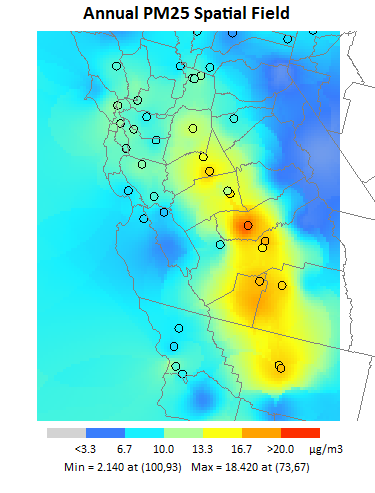 Annual PM25 Spatial Field
<3.3 6.7 10.0 13.3 16.7 >20.0 µg/m3
Min = 2.140 at (100,93) Max = 18.420 at (73,67)